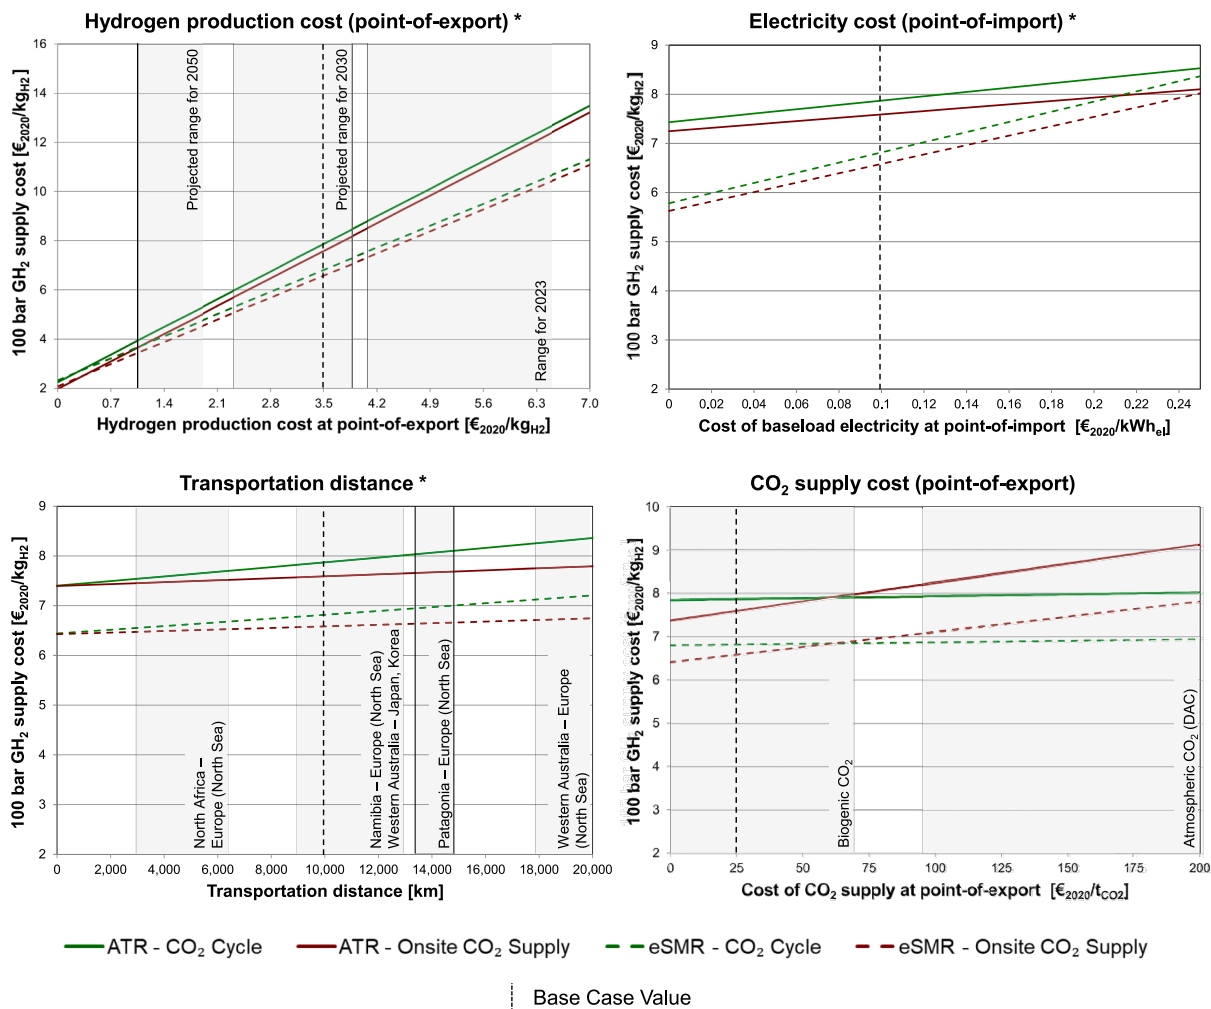 Hydrogen production cost (point-of-export) *
100 bar GH2 supply cost [€2020/kgH2]
16
14
12
10
8
6
4
2
Projected range for 2050
Projected range for 2030
Range for 2023
0 0.7 1.4 2.1 2.8 3.5 4.2 4.9 5.6 6.3 7.0
Hydrogen production cost at point-of-export [€2020/kgH2]
Electricity cost (point-of-import) *
100 bar GH2 supply cost [€2020/kgH2]
9
8
7
6
5
4
3
2
0 0.02 0.04 0.06 0.08 0.1 0.12 0.14 0.16 0.18 0.2 0.22 0.24
Cost of baseload electricity at point-of-import [€2020/kWhel]
Transportation distance *
100 bar GH2 supply cost [€2020/kgH2]
9
8
7
6
5
4
3
2
North Africa –
Europe (North Sea)
Namibia – Europe (North Sea)
Western Australia – Japan, Korea
Patagonia – Europe (North Sea)
Western Australia – Europe
(North Sea)
0 2,000 4,000 6,000 8,000 10,000 12,000 14,000 16,000 18,000 20,000
Transportation distance [km]
CO2 supply cost (point-of-export)
100 bar GH2 supply cost [€2020/kgH2]
10
9
8
7
6
5
4
3
2
Biogenic CO2
Atmospheric CO2 (DAC)
0 25 50 75 100 125 150 175 200
Cost of CO2 supply at point-of-export [€2020/tCO2]
ATR - CO2 Cycle
ATR - Onsite CO2 Supply
eSMR - CO2 Cycle
eSMR - Onsite CO2 Supply
Base Case Value